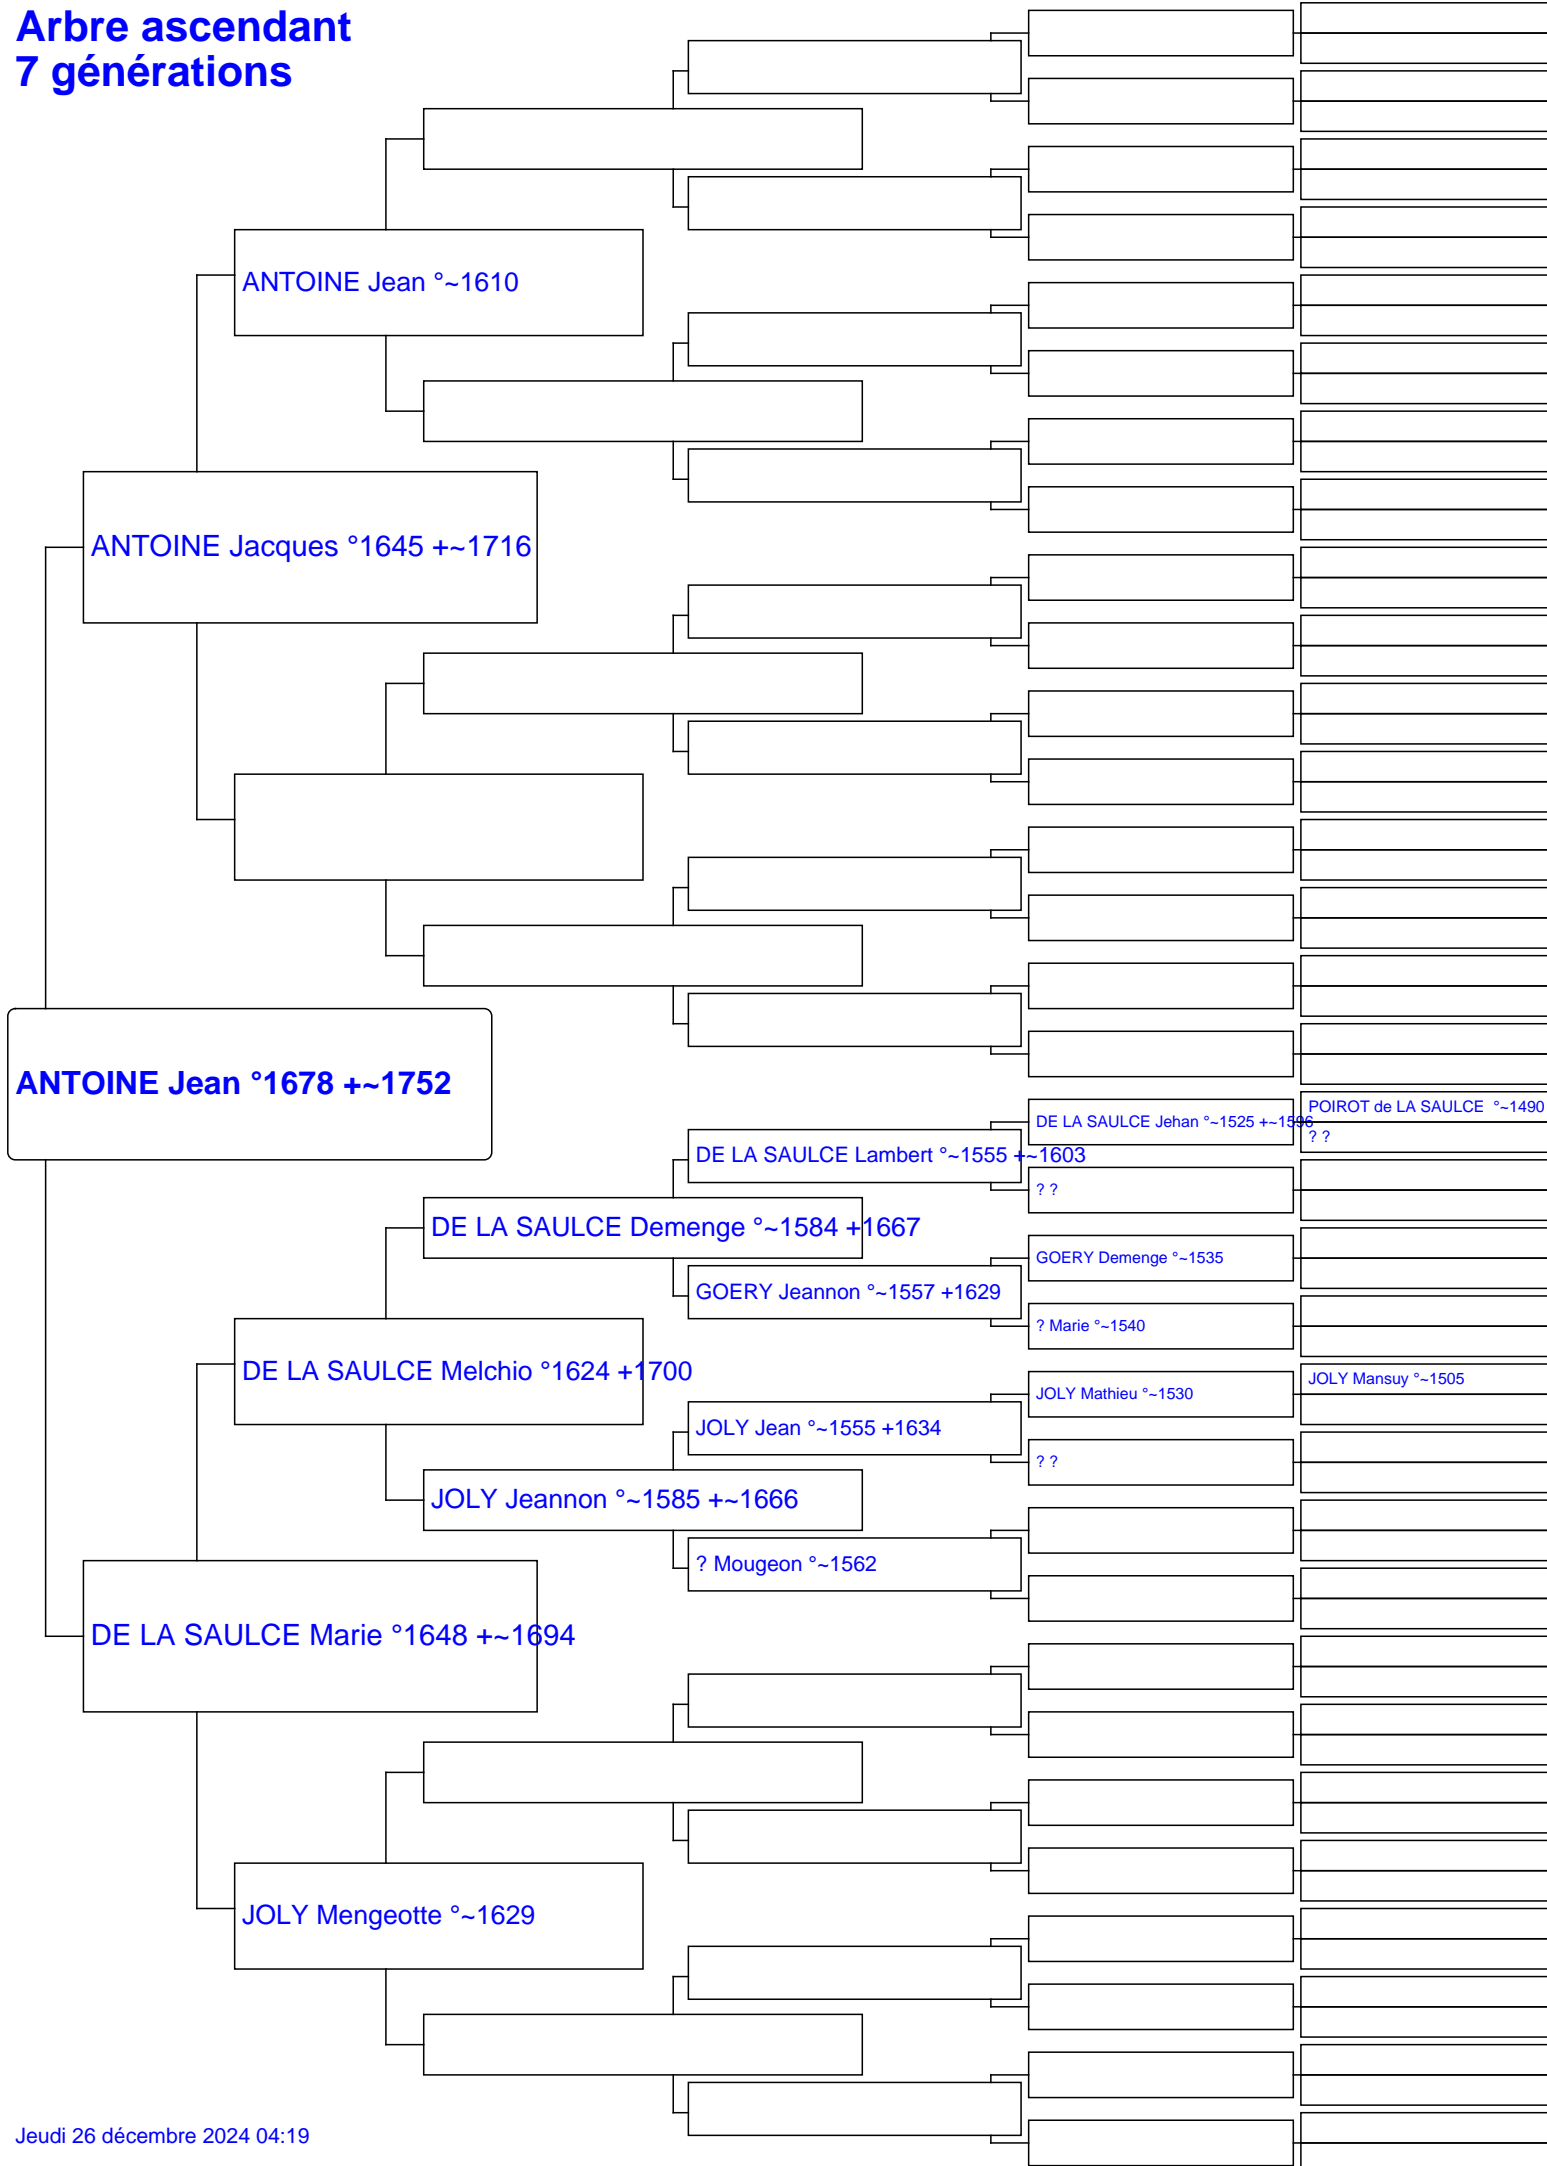 Arbre ascendant
7 générations
ANTOINE Jean °~1610
ANTOINE Jacques °1645 +~1716
ANTOINE Jean °1678 +~1752
POIROT de LA SAULCE °~1490
DE LA SAULCE Jehan °~1525 +~1596
? ?
DE LA SAULCE Lambert °~1555 +~1603
? ?
DE LA SAULCE Demenge °~1584 +1667
GOERY Demenge °~1535
GOERY Jeannon °~1557 +1629
? Marie °~1540
DE LA SAULCE Melchio °1624 +1700
JOLY Mansuy °~1505
JOLY Mathieu °~1530
JOLY Jean °~1555 +1634
? ?
JOLY Jeannon °~1585 +~1666
? Mougeon °~1562
DE LA SAULCE Marie °1648 +~1694
JOLY Mengeotte °~1629
Jeudi 26 décembre 2024 04:19